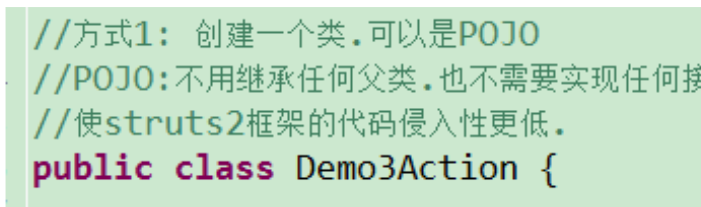 //方式1: 创建一个类.可以是POJO
//POJO:不用继承任何父类.也不需要实现任何接
//使struts2框架的代码侵入性更低.
public class Demo3Action {